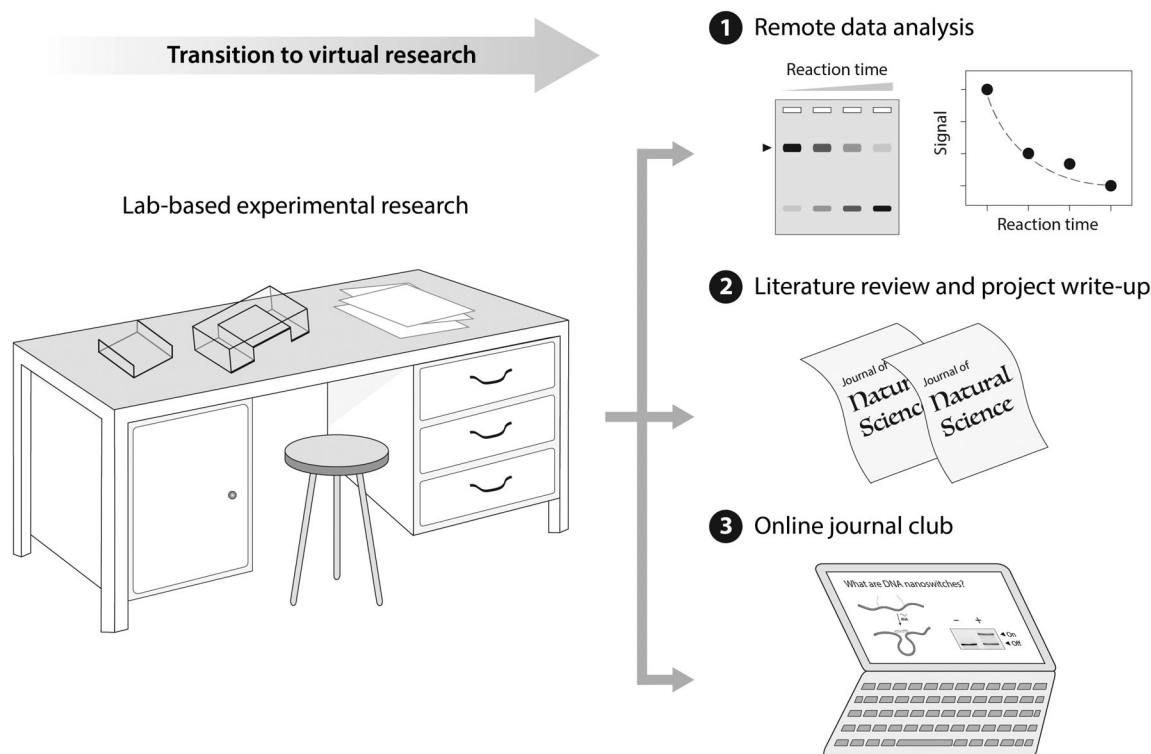 Transition to virtual research
Lab-based experimental research
1 Remote data analysis
Reaction time
Signal
Reaction time
2 Literature review and project write-up
Journal of
Natur
Scienc
Journal of
Natural
Science
3 Online journal club
What are DNA nanoswitches?
RNA
− +
On
Off